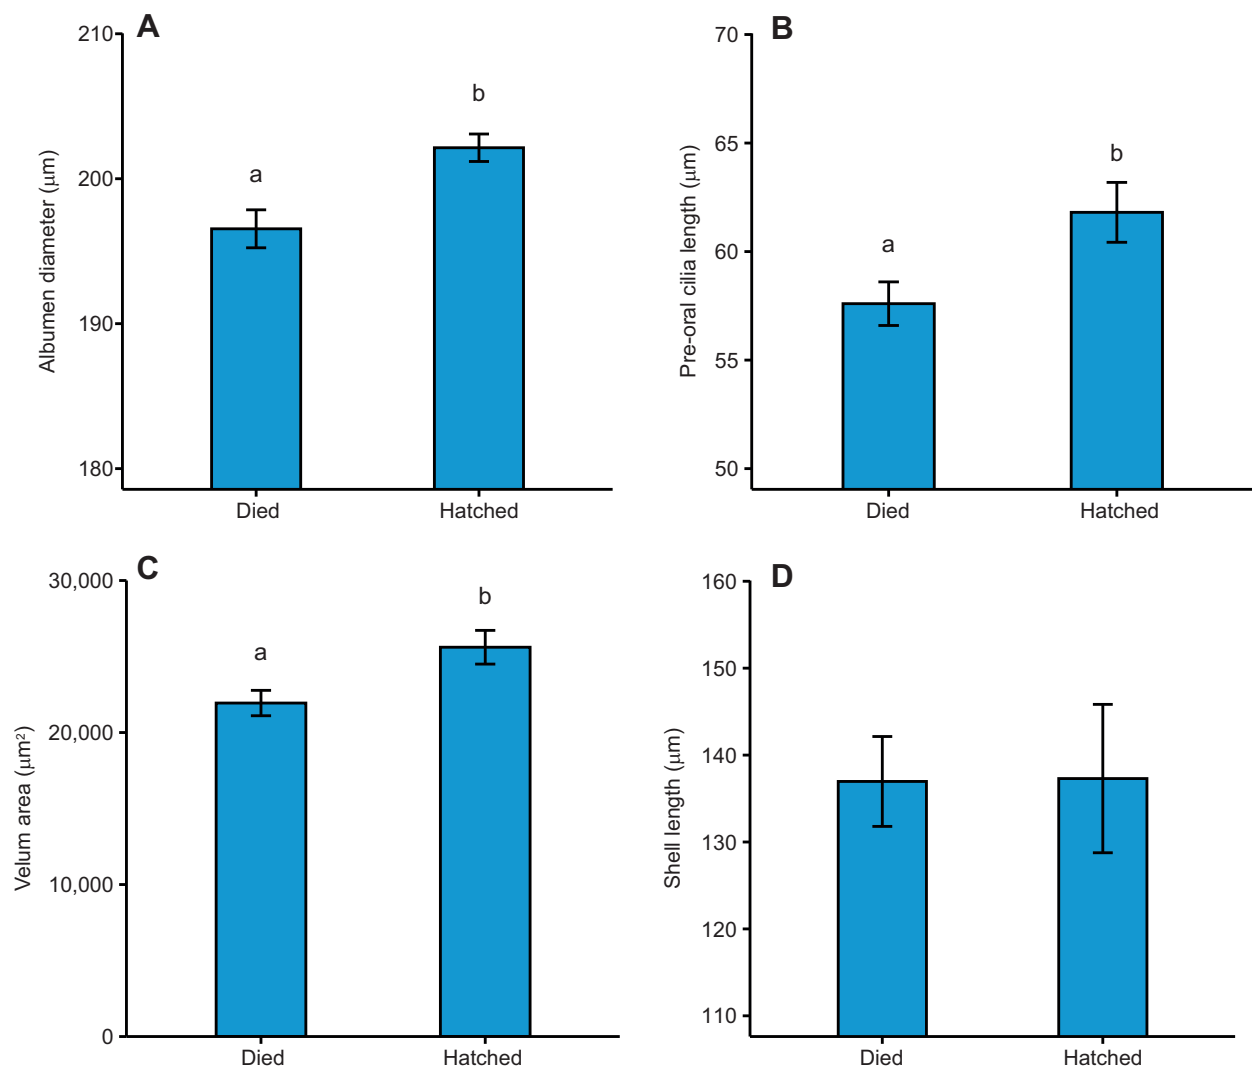 A
210
200
190
180
Albumen diameter (μm)
a
b
Died
Hatched
B
70
65
60
55
50
Pre-oral cilia length (μm)
a
b
Died
Hatched
C
30,000
20,000
10,000
0
Velum area (μm²)
a
b
Died
Hatched
D
160
150
140
130
120
110
Shell length (μm)
Died
Hatched